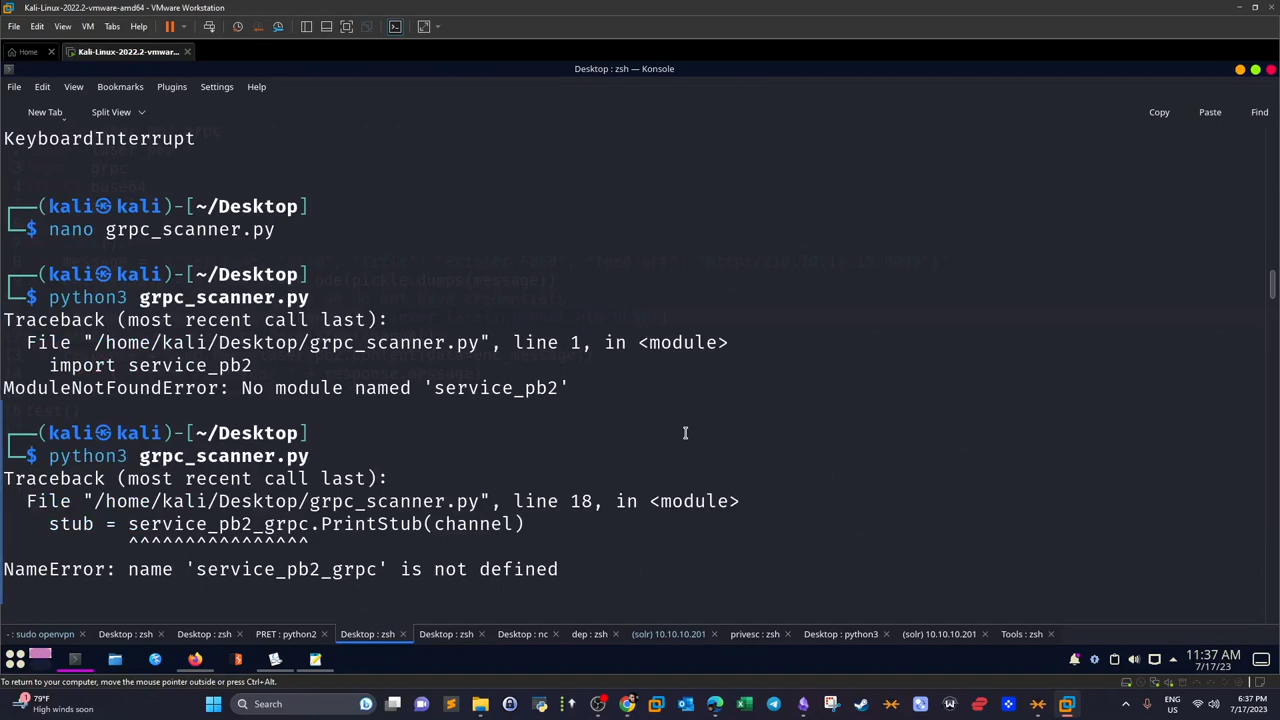 Kali-Linux-2022.2-vmware-amd64 - VMware Workstation
File Edit View VM Tabs Help
Home Kali-Linux-2022.2-vmwar...
Desktop : zsh — Konsole
File Edit View Bookmarks Plugins Settings Help
New Tab Split View Copy Paste Find
KeyboardInterrupt
┌──(kali㉿kali)-[~/Desktop]
└─$ nano grpc_scanner.py
┌──(kali㉿kali)-[~/Desktop]
└─$ python3 grpc_scanner.py
Traceback (most recent call last):
File "/home/kali/Desktop/grpc_scanner.py", line 1, in <module>
import service_pb2
ModuleNotFoundError: No module named 'service_pb2'
┌──(kali㉿kali)-[~/Desktop]
└─$ python3 grpc_scanner.py
Traceback (most recent call last):
File "/home/kali/Desktop/grpc_scanner.py", line 18, in <module>
stub = service_pb2_grpc.PrintStub(channel)
^^^^^^^^^^^^^^^^
NameError: name 'service_pb2_grpc' is not defined
- : sudo openvpn Desktop : zsh Desktop : zsh PRET : python2 Desktop : zsh Desktop : zsh Desktop : nc dep : zsh (solr) 10.10.10.201 privesc : zsh Desktop : python3 (solr) 10.10.10.201 Tools : zsh
11:37 AM
7/17/23
To return to your computer, move the mouse pointer outside or press Ctrl+Alt.
79°F
High winds soon
Search
ENG
US
6:37 PM
7/17/2023